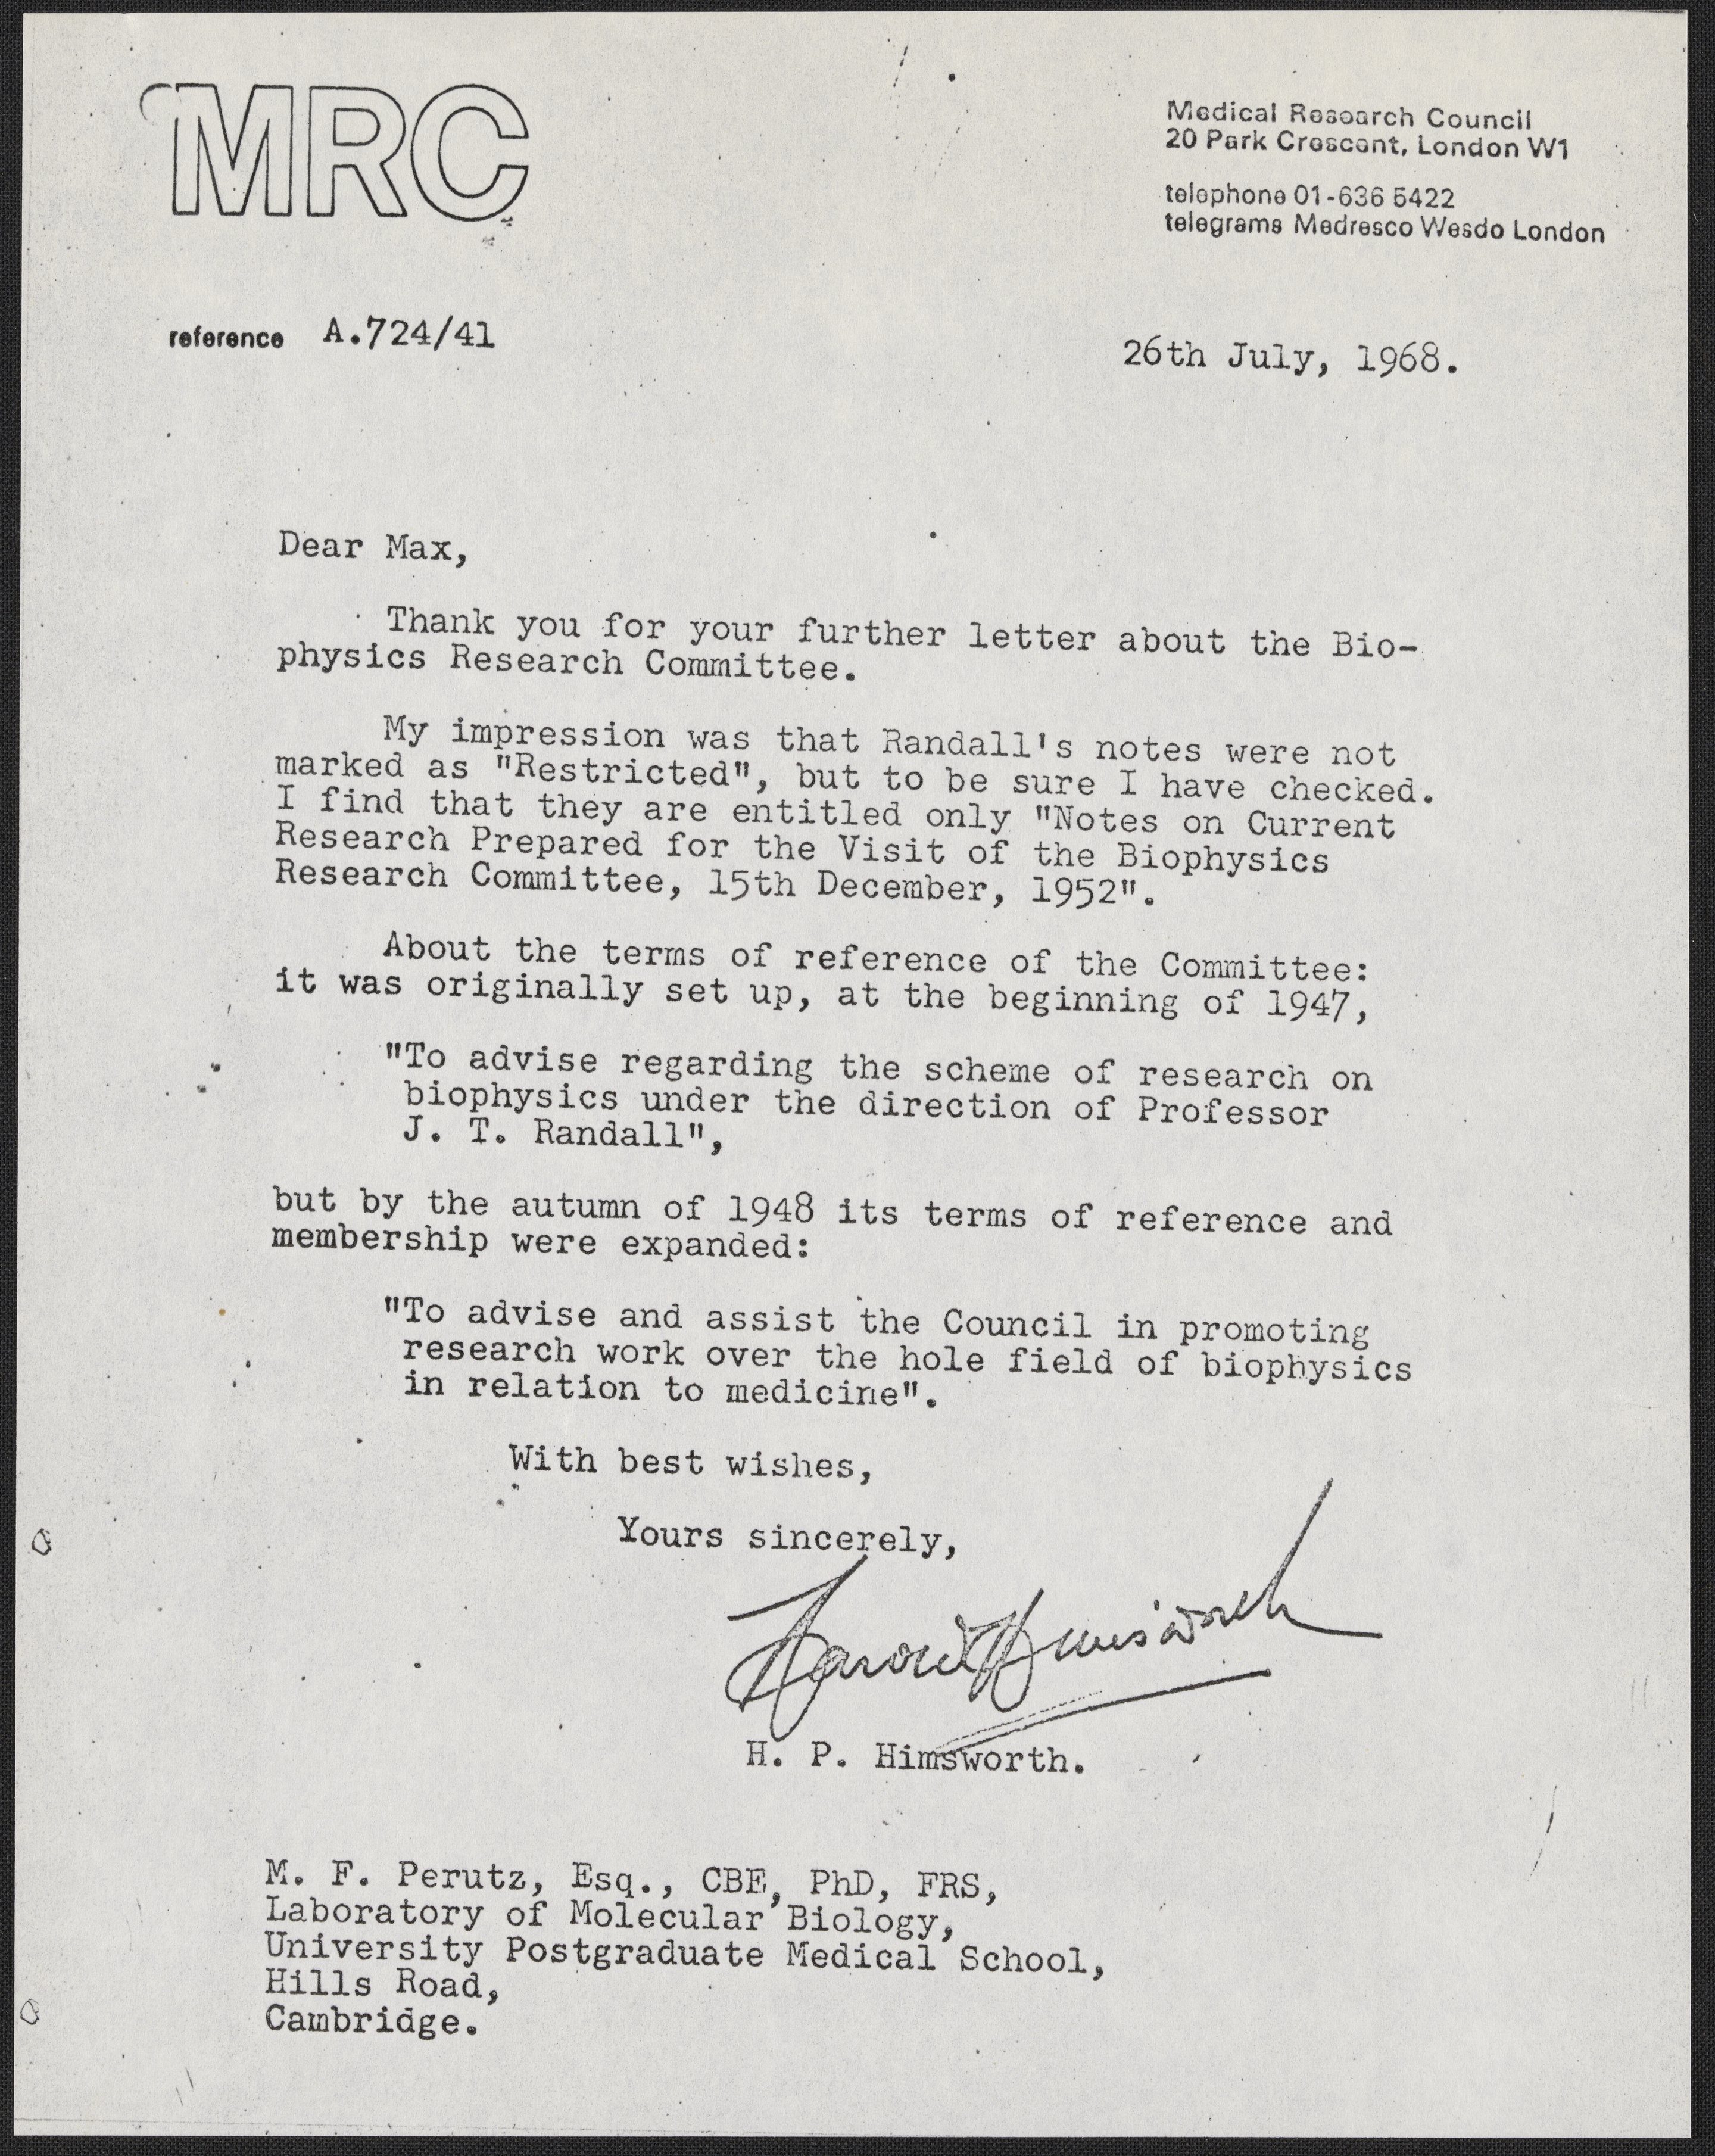 MRC
Medical Research Council
20 Park Crescent, London W1
telephone 01-636 5422
telegrams Medresco Wesdo London
reference A.724/41
26th July, 1968.
Dear Max,
Thank you for your further letter about the Bio-
physics Research Committee.
My impression was that Randall's notes were not
marked as "Restricted", but to be sure I have checked.
I find that they are entitled only "Notes on Current
Research Prepared for the Visit of the Biophysics
Research Committee, 15th December, 1952".
About the terms of reference of the Committee:
it was originally set up, at the beginning of 1947,
"To advise regarding the scheme of research on
biophysics under the direction of Professor
J. T. Randall",
but by the autumn of 1948 its terms of reference and
membership were expanded:
"To advise and assist the Council in promoting
research work over the hole field of biophysics
in relation to medicine".
With best wishes,
Yours sincerely,
Harold Himsworth
H. P. Himsworth.
M. F. Perutz, Esq., CBE, PhD, FRS,
Laboratory of Molecular Biology,
University Postgraduate Medical School,
Hills Road,
Cambridge.